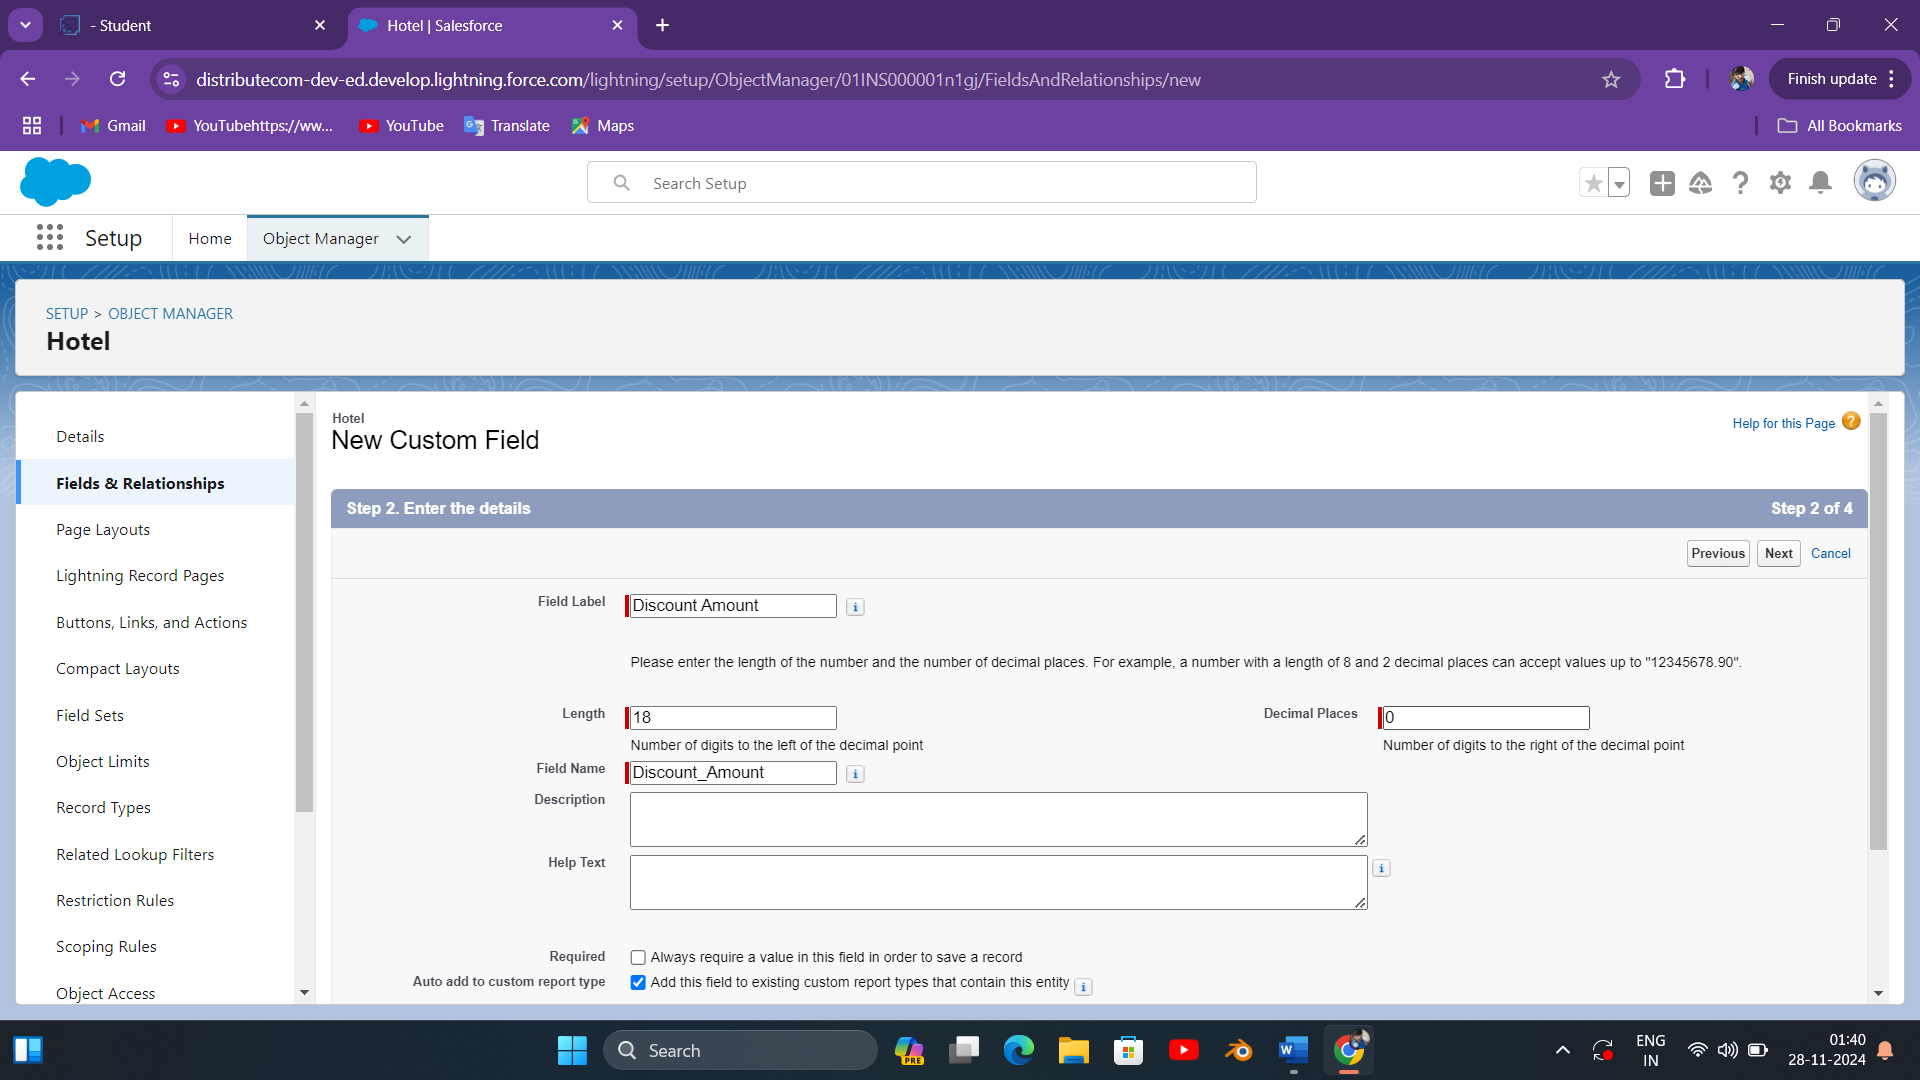 - Student
Hotel | Salesforce
distributecom-dev-ed.develop.lightning.force.com/lightning/setup/ObjectManager/01INS000001n1gj/FieldsAndRelationships/new
Finish update
Gmail
YouTubehttps://ww...
YouTube
Translate
Maps
All Bookmarks
Search Setup
Setup
Home
Object Manager
SETUP > OBJECT MANAGER
Hotel
Details
Fields & Relationships
Page Layouts
Lightning Record Pages
Buttons, Links, and Actions
Compact Layouts
Field Sets
Object Limits
Record Types
Related Lookup Filters
Restriction Rules
Scoping Rules
Object Access
Hotel
New Custom Field
Help for this Page
Step 2. Enter the details
Step 2 of 4
Previous
Next
Cancel
Field Label
Discount Amount
Please enter the length of the number and the number of decimal places. For example, a number with a length of 8 and 2 decimal places can accept values up to "12345678.90".
Length
18
Decimal Places
0
Number of digits to the left of the decimal point
Number of digits to the right of the decimal point
Field Name
Discount_Amount
Description
Help Text
Required
Always require a value in this field in order to save a record
Auto add to custom report type
Add this field to existing custom report types that contain this entity
Search
PRE
ENG
IN
01:40
28-11-2024